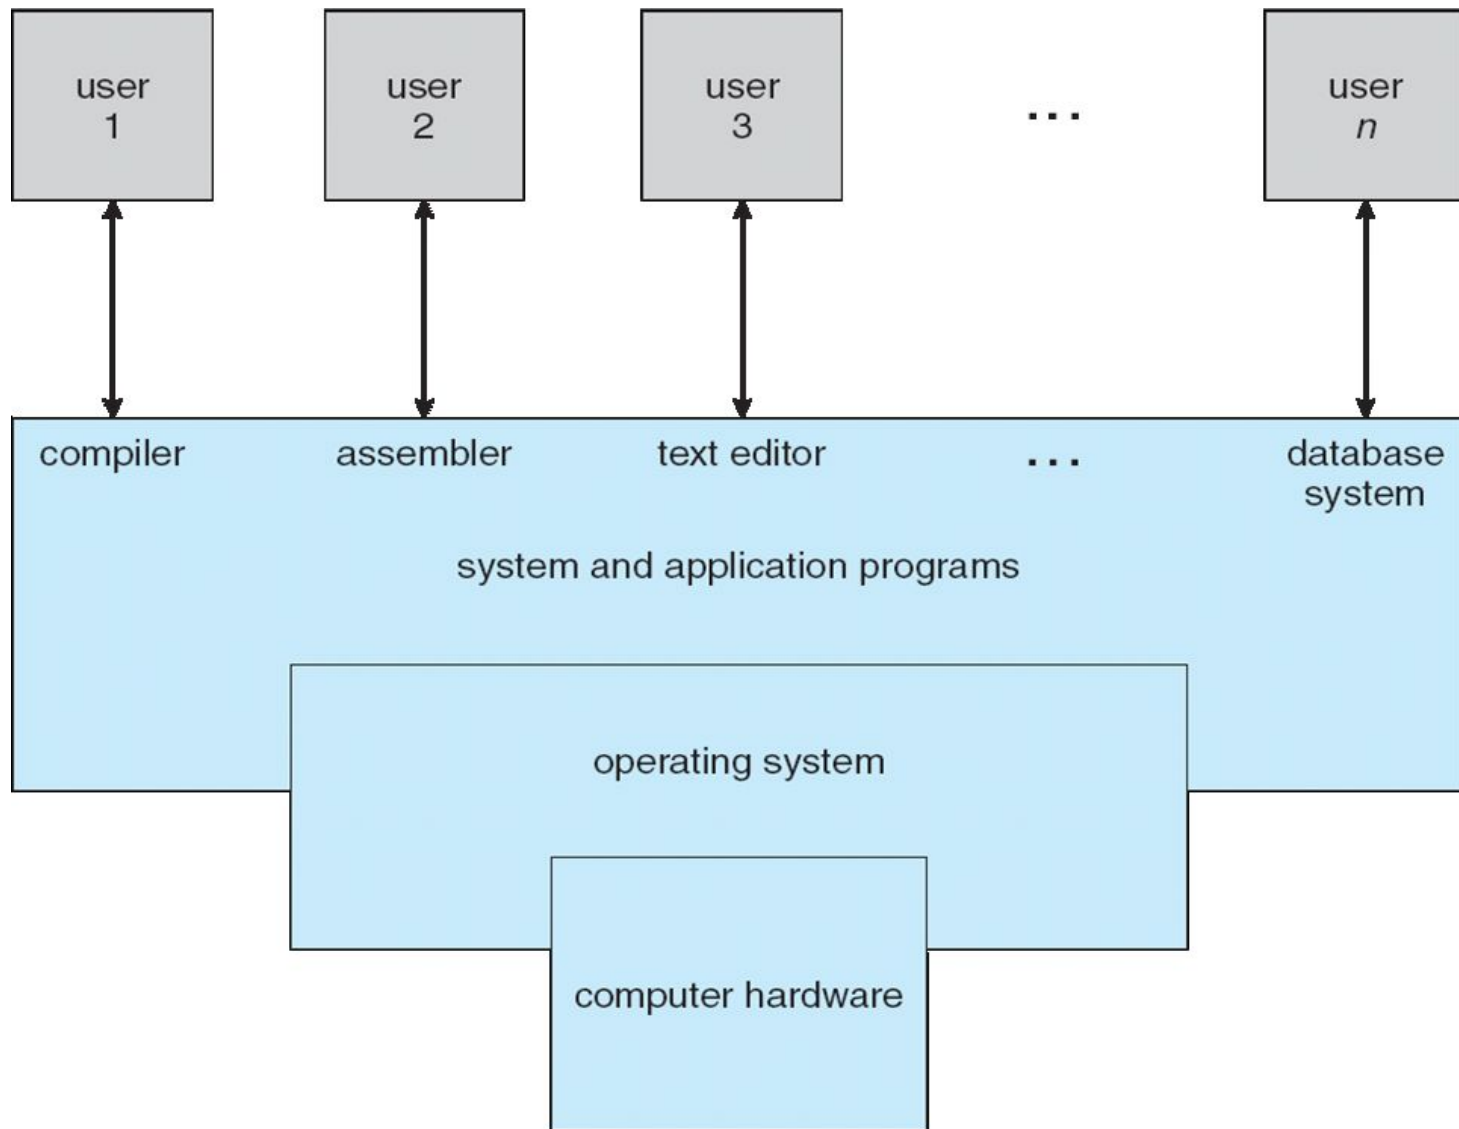 user
1
user
2
user
3
...
user
n
compiler
assembler
text editor
...
database
system
system and application programs
operating system
computer hardware